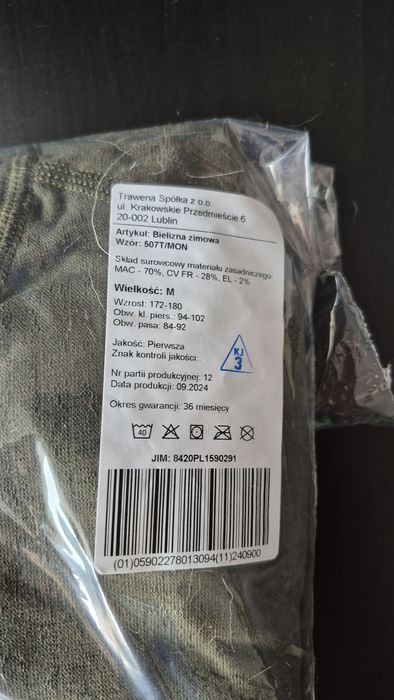 Trawena Spółka z o.o.
ul. Krakowskie Przedmieście 6
20-002 Lublin
Artykuł: Bielizna zimowa
Wzór: 507T/MON
Skład surowcowy materiału zasadniczego:
MAC - 70%, CV FR - 28%, EL - 2%
Wielkość: M
Wzrost: 172-180
Obw. kl. piers.: 94-102
Obw. pasa: 84-92
Jakość: Pierwsza
Znak kontroli jakości:
KJ
3
Nr partii produkcyjnej: 12
Data produkcji: 09.2024
Okres gwarancji: 36 miesięcy
40
JIM: 8420PL1590291
(01)05902278013094(11)240900